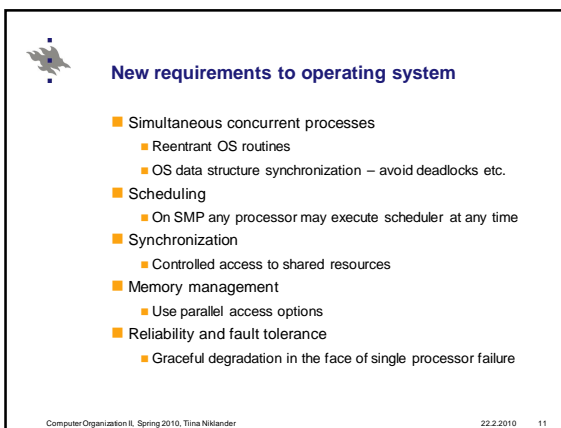 New requirements to operating system
Simultaneous concurrent processes
Reentrant OS routines
OS data structure synchronization – avoid deadlocks etc.
Scheduling
On SMP any processor may execute scheduler at any time
Synchronization
Controlled access to shared resources
Memory management
Use parallel access options
Reliability and fault tolerance
Graceful degradation in the face of single processor failure
Computer Organization II, Spring 2010, Tiina Niklander 22.2.2010 11